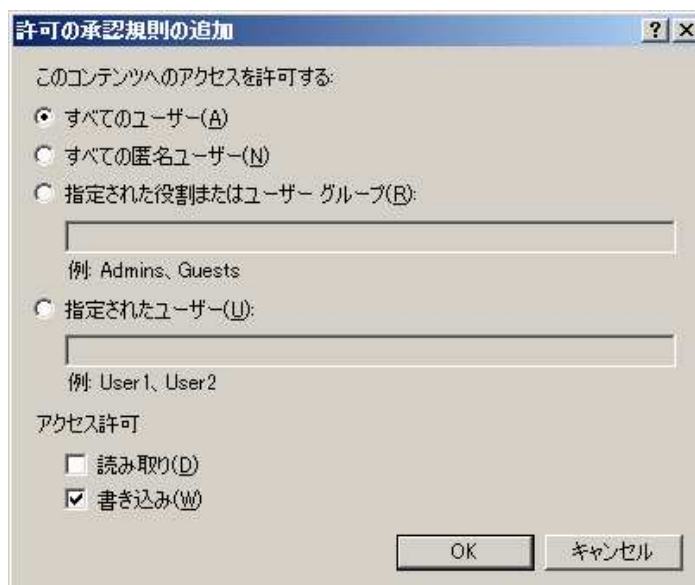 許可の承認規則の追加
このコンテンツへのアクセスを許可する:
すべてのユーザー(A)
すべての匿名ユーザー(N)
指定された役割またはユーザー グループ(R):
例: Admins、Guests
指定されたユーザー(U):
例: User1、User2
アクセス許可
読み取り(D)
書き込み(W)
OK キャンセル